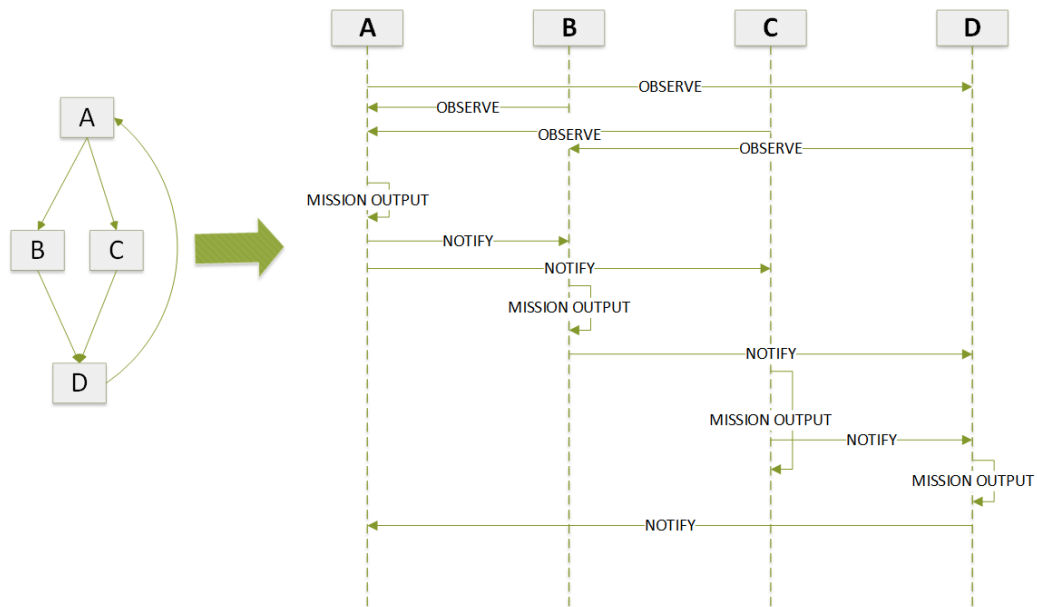 A
B
C
D
A
B
C
D
OBSERVE
OBSERVE
OBSERVE
OBSERVE
MISSION OUTPUT
NOTIFY
NOTIFY
MISSION OUTPUT
NOTIFY
MISSION OUTPUT
NOTIFY
MISSION OUTPUT
NOTIFY